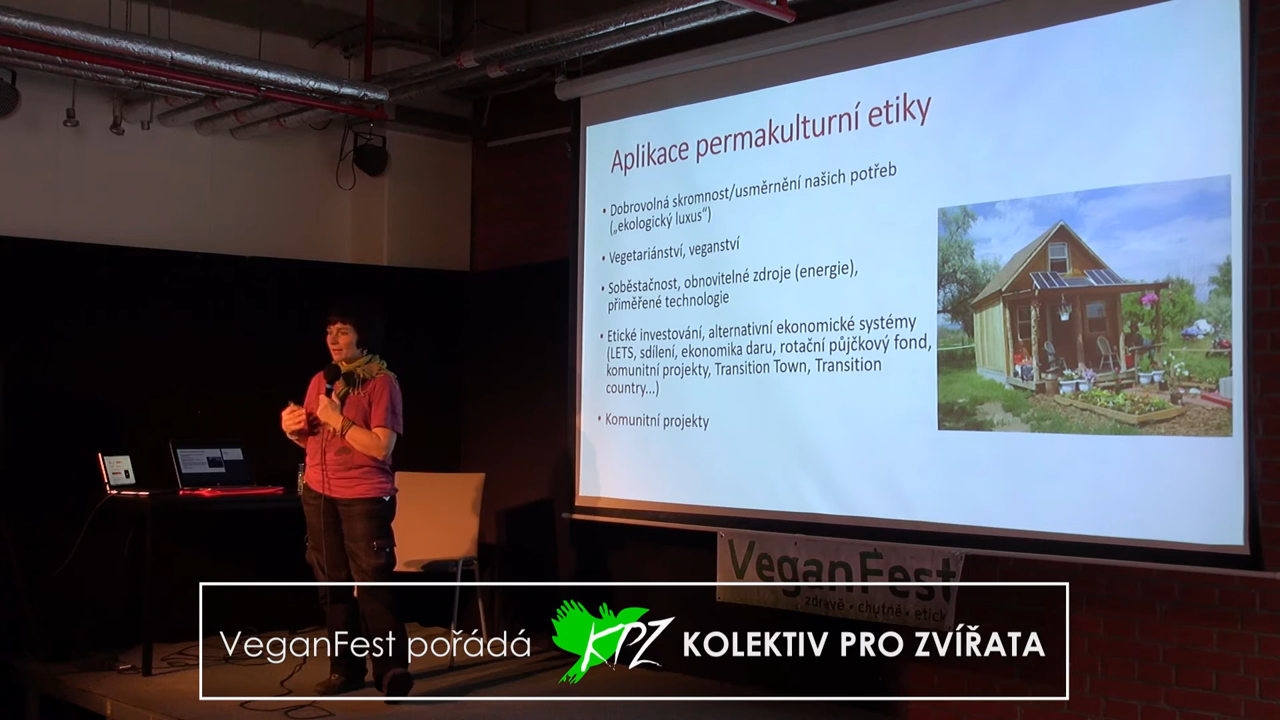 Aplikace permakulturní etiky
• Dobrovolná skromnost/usměrnění našich potřeb
(„ekologický luxus“)
• Vegetariánství, veganství
• Soběstačnost, obnovitelné zdroje (energie),
přiměřené technologie
• Etické investování, alternativní ekonomické systémy
(LETS, sdílení, ekonomika daru, rotační půjčkový fond,
komunitní projekty, Transition Town, Transition
country...)
• Komunitní projekty
VeganFest
zdravě • chutně • etick
VeganFest pořádá KPZ KOLEKTIV PRO ZVÍŘATA